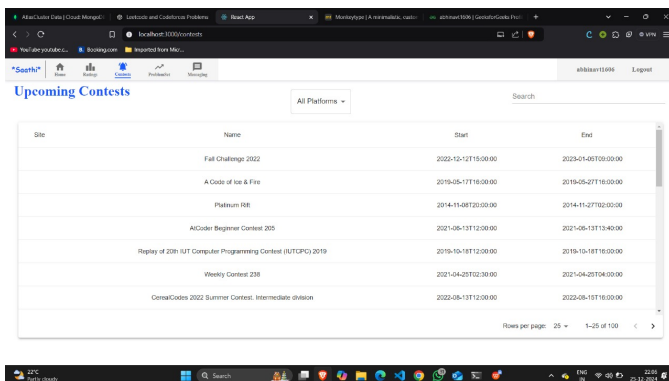 AtlasCluster Data | Cloud: MongoD
Leetcode and Codeforces Problems
React App
Monkeytype | A minimalistic, custom
abhinavt11606 | GeeksforGeeks Prof
localhost:3000/contests
VPN
YouTube youtube.c...
B. Booking.com
Imported from Micr...
*Saathi*
Home
Ratings
Contests
Problemlist
Messaging
abhinavt11606
Logout
Upcoming Contests
All Platforms
Search
Site Name Start End
Fall Challenge 2022 2022-12-12T15:00:00 2023-01-05T09:00:00
A Code of Ice & Fire 2019-05-17T16:00:00 2019-05-27T16:00:00
Platinum Rift 2014-11-08T20:00:00 2014-11-27T02:00:00
AtCoder Beginner Contest 205 2021-06-13T12:00:00 2021-06-13T13:40:00
Replay of 20th IUT Computer Programming Contest (IUTCPC) 2019 2019-10-18T12:00:00 2019-10-18T16:00:00
Weekly Contest 238 2021-04-25T02:30:00 2021-04-25T04:00:00
CerealCodes 2022 Summer Contest, Intermediate division 2022-08-13T12:00:00 2022-08-15T16:00:00
Rows per page: 25 1–25 of 100
22°C
Partly cloudy
Search
ENG
IN
22:05
25-12-2024